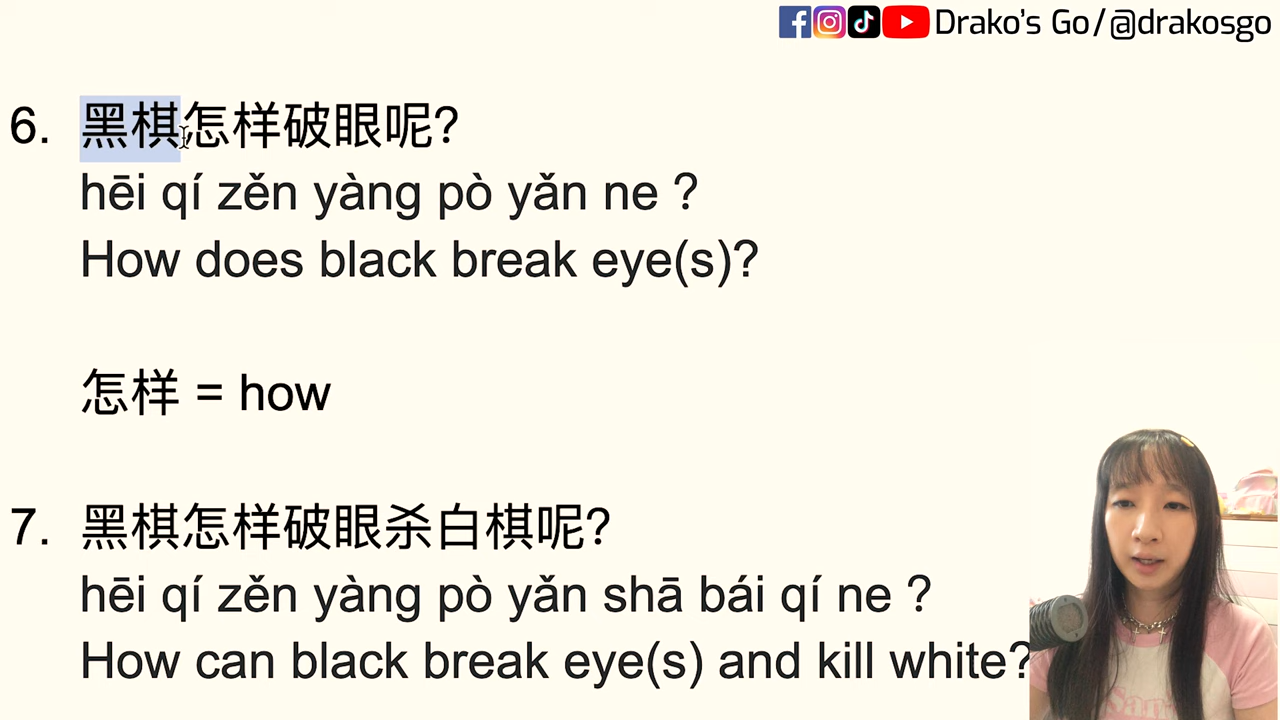 Drako's Go/@drakosgo
6. 黑棋怎样破眼呢?
hēi qí zěn yàng pò yǎn ne ?
How does black break eye(s)?
怎样 = how
7. 黑棋怎样破眼杀白棋呢?
hēi qí zěn yàng pò yǎn shā bái qí ne ?
How can black break eye(s) and kill white?